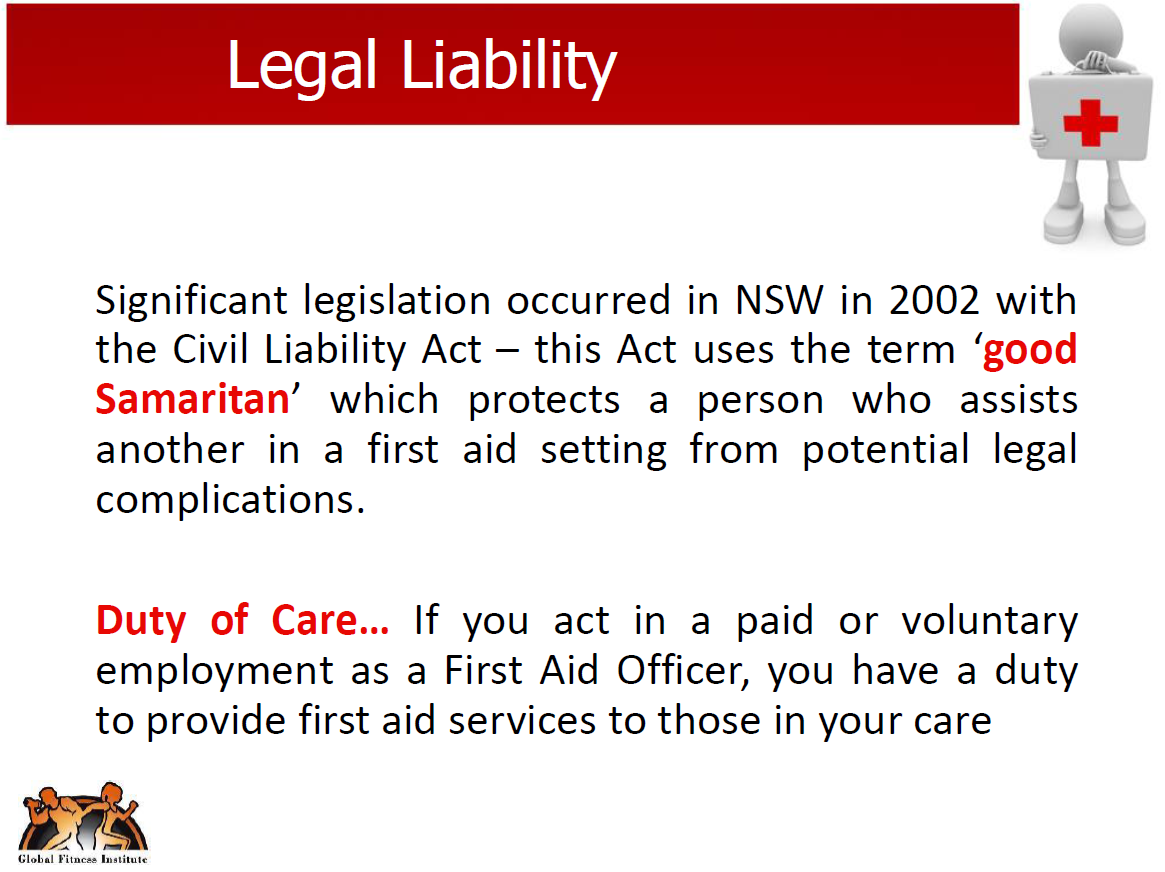 Legal Liability
Significant legislation occurred in NSW in 2002 with
the Civil Liability Act – this Act uses the term ‘good
Samaritan’ which protects a person who assists
another in a first aid setting from potential legal
complications.
Duty of Care... If you act in a paid or voluntary
employment as a First Aid Officer, you have a duty
to provide first aid services to those in your care
Global Fitness Institute